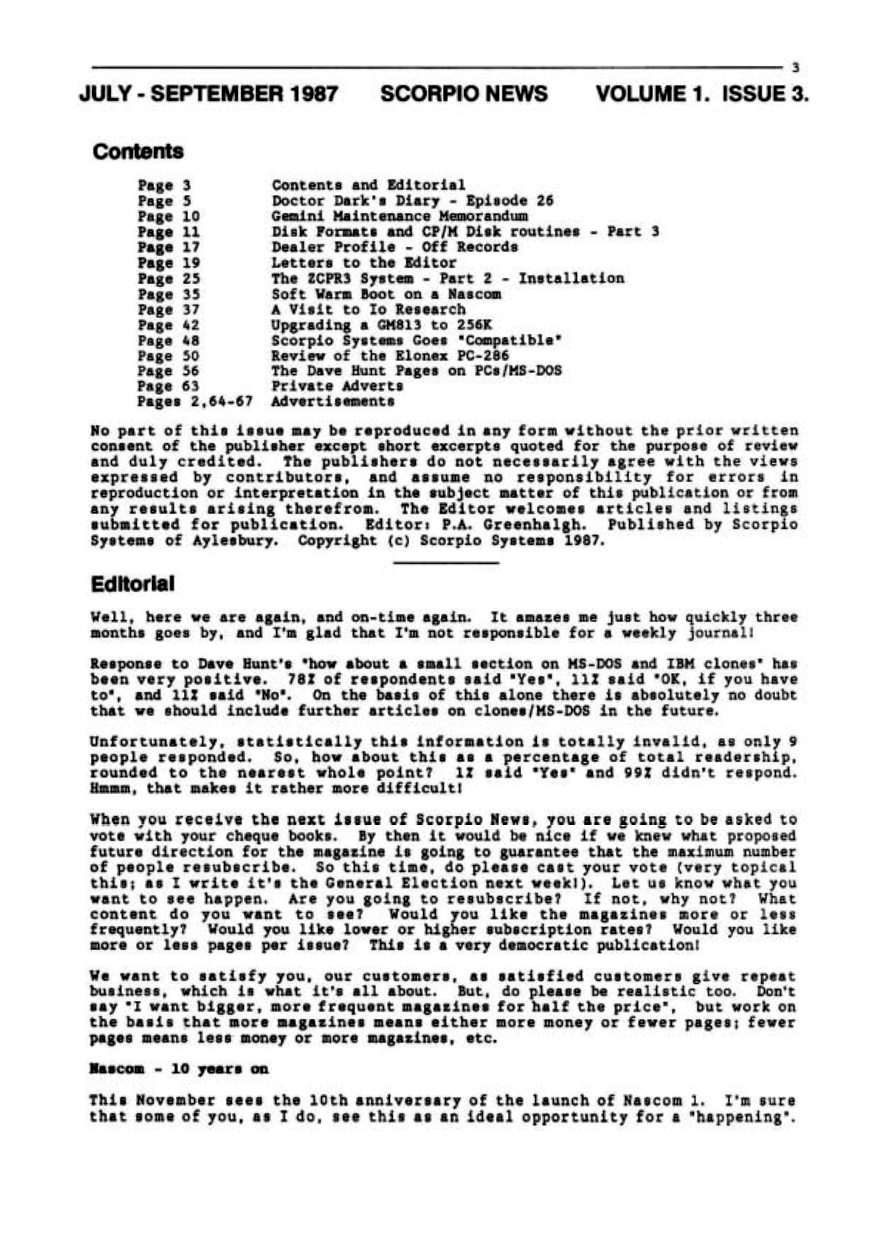 3
JULY - SEPTEMBER 1987 SCORPIO NEWS VOLUME 1. ISSUE 3.
Contents
Page 3 Contents and Editorial
Page 5 Doctor Dark's Diary - Episode 26
Page 10 Gemini Maintenance Memorandum
Page 11 Disk Formats and CP/M Disk routines - Part 3
Page 17 Dealer Profile - Off Records
Page 19 Letters to the Editor
Page 25 The ZCPR3 System - Part 2 - Installation
Page 35 Soft Warm Boot on a Nascom
Page 37 A Visit to Io Research
Page 42 Upgrading a GM813 to 256K
Page 48 Scorpio Systems Goes "Compatible"
Page 50 Review of the Elonex PC-286
Page 56 The Dave Hunt Pages on PCs/MS-DOS
Page 63 Private Adverts
Pages 2,64-67 Advertisements
No part of this issue may be reproduced in any form without the prior written
consent of the publisher except short excerpts quoted for the purpose of review
and duly credited. The publishers do not necessarily agree with the views
expressed by contributors, and assume no responsibility for errors in
reproduction or interpretation in the subject matter of this publication or from
any results arising therefrom. The Editor welcomes articles and listings
submitted for publication. Editor: P.A. Greenhalgh. Published by Scorpio
Systems of Aylesbury. Copyright (c) Scorpio Systems 1987.
Editorial
Well, here we are again, and on-time again. It amazes me just how quickly three
months goes by, and I'm glad that I'm not responsible for a weekly journal!
Response to Dave Hunt's "how about a small section on MS-DOS and IBM clones" has
been very positive. 78% of respondents said "Yes", 11% said "OK, if you have
to", and 11% said "No". On the basis of this alone there is absolutely no doubt
that we should include further articles on clones/MS-DOS in the future.
Unfortunately, statistically this information is totally invalid, as only 9
people responded. So, how about this as a percentage of total readership,
rounded to the nearest whole point? 1% said "Yes" and 99% didn't respond.
Hmmm, that makes it rather more difficult!
When you receive the next issue of Scorpio News, you are going to be asked to
vote with your cheque books. By then it would be nice if we knew what proposed
future direction for the magazine is going to guarantee that the maximum number
of people resubscribe. So this time, do please cast your vote (very topical
this; as I write it's the General Election next week!). Let us know what you
want to see happen. Are you going to resubscribe? If not, why not? What
content do you want to see? Would you like the magazines more or less
frequently? Would you like lower or higher subscription rates? Would you like
more or less pages per issue? This is a very democratic publication!
We want to satisfy you, our customers, as satisfied customers give repeat
business, which is what it's all about. But, do please be realistic too. Don't
say "I want bigger, more frequent magazines for half the price", but work on
the basis that more magazines means either more money or fewer pages; fewer
pages means less money or more magazines, etc.
Nascom - 10 years on
This November sees the 10th anniversary of the launch of Nascom 1. I'm sure
that some of you, as I do, see this as an ideal opportunity for a "happening".